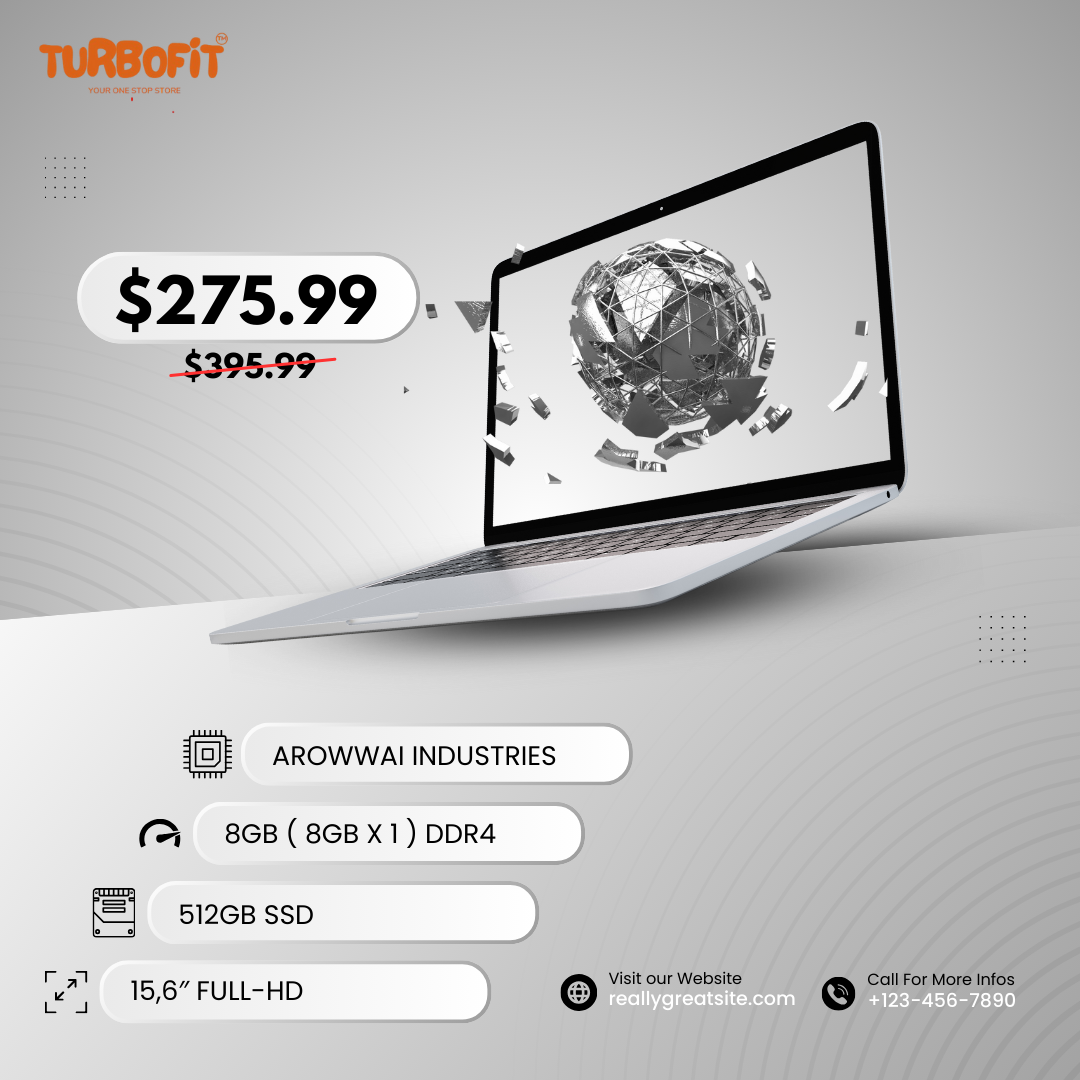 TURBOFIT™
YOUR ONE STOP STORE
$275.99
$395.99
AROWWAI INDUSTRIES
8GB ( 8GB X 1 ) DDR4
512GB SSD
15,6″ FULL-HD
Visit our Website
reallygreatsite.com
Call For More Infos
+123-456-7890